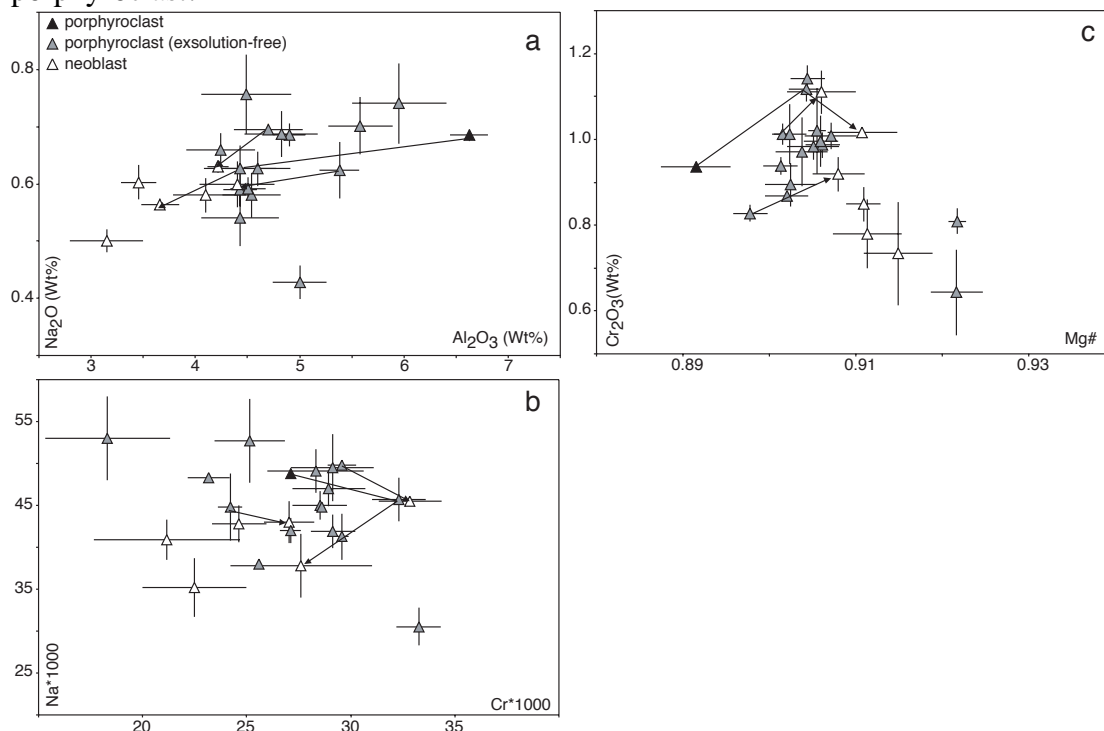 a
▲ porphyroclast
▲ porphyroclast (exsolution-free)
△ neoblast
0.8
0.6
0.4
Na2O (Wt%)
Al2O3 (Wt%)
3 4 5 6 7
c
1.2
1.0
0.8
0.6
Cr2O3(Wt%)
Mg#
0.89 0.91 0.93
b
55
45
35
25
Na*1000
Cr*1000
20 25 30 35